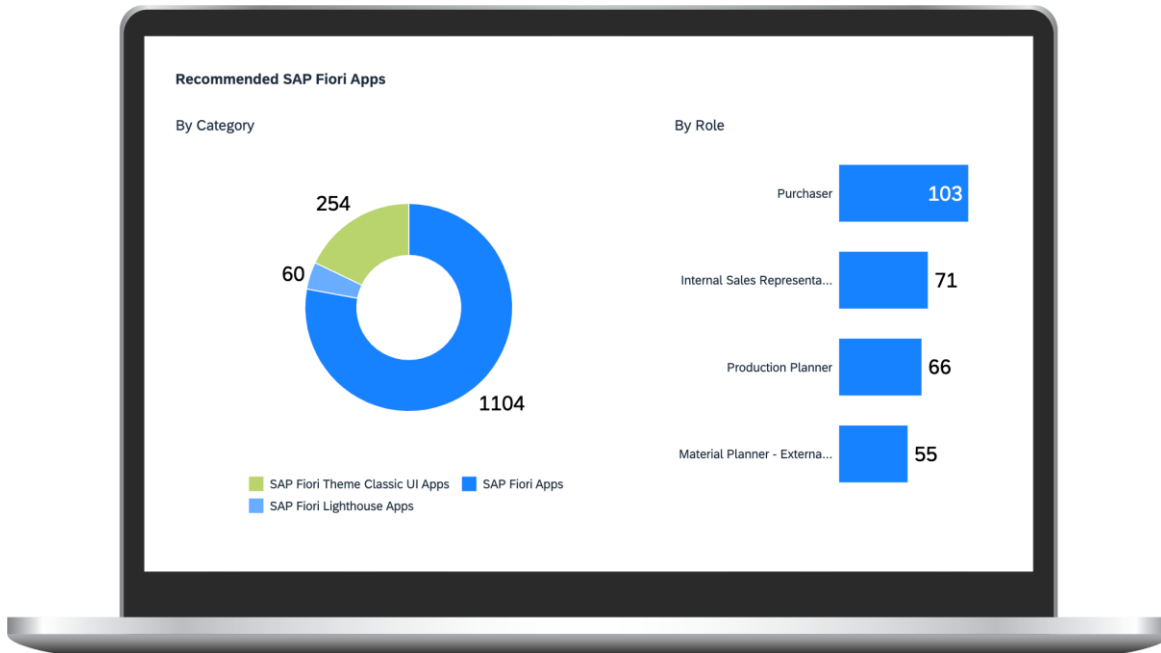 Recommended SAP Fiori Apps
By Category
254
60
1104
SAP Fiori Theme Classic UI Apps SAP Fiori Apps
SAP Fiori Lighthouse Apps
By Role
Purchaser 103
Internal Sales Representa... 71
Production Planner 66
Material Planner - Externa... 55